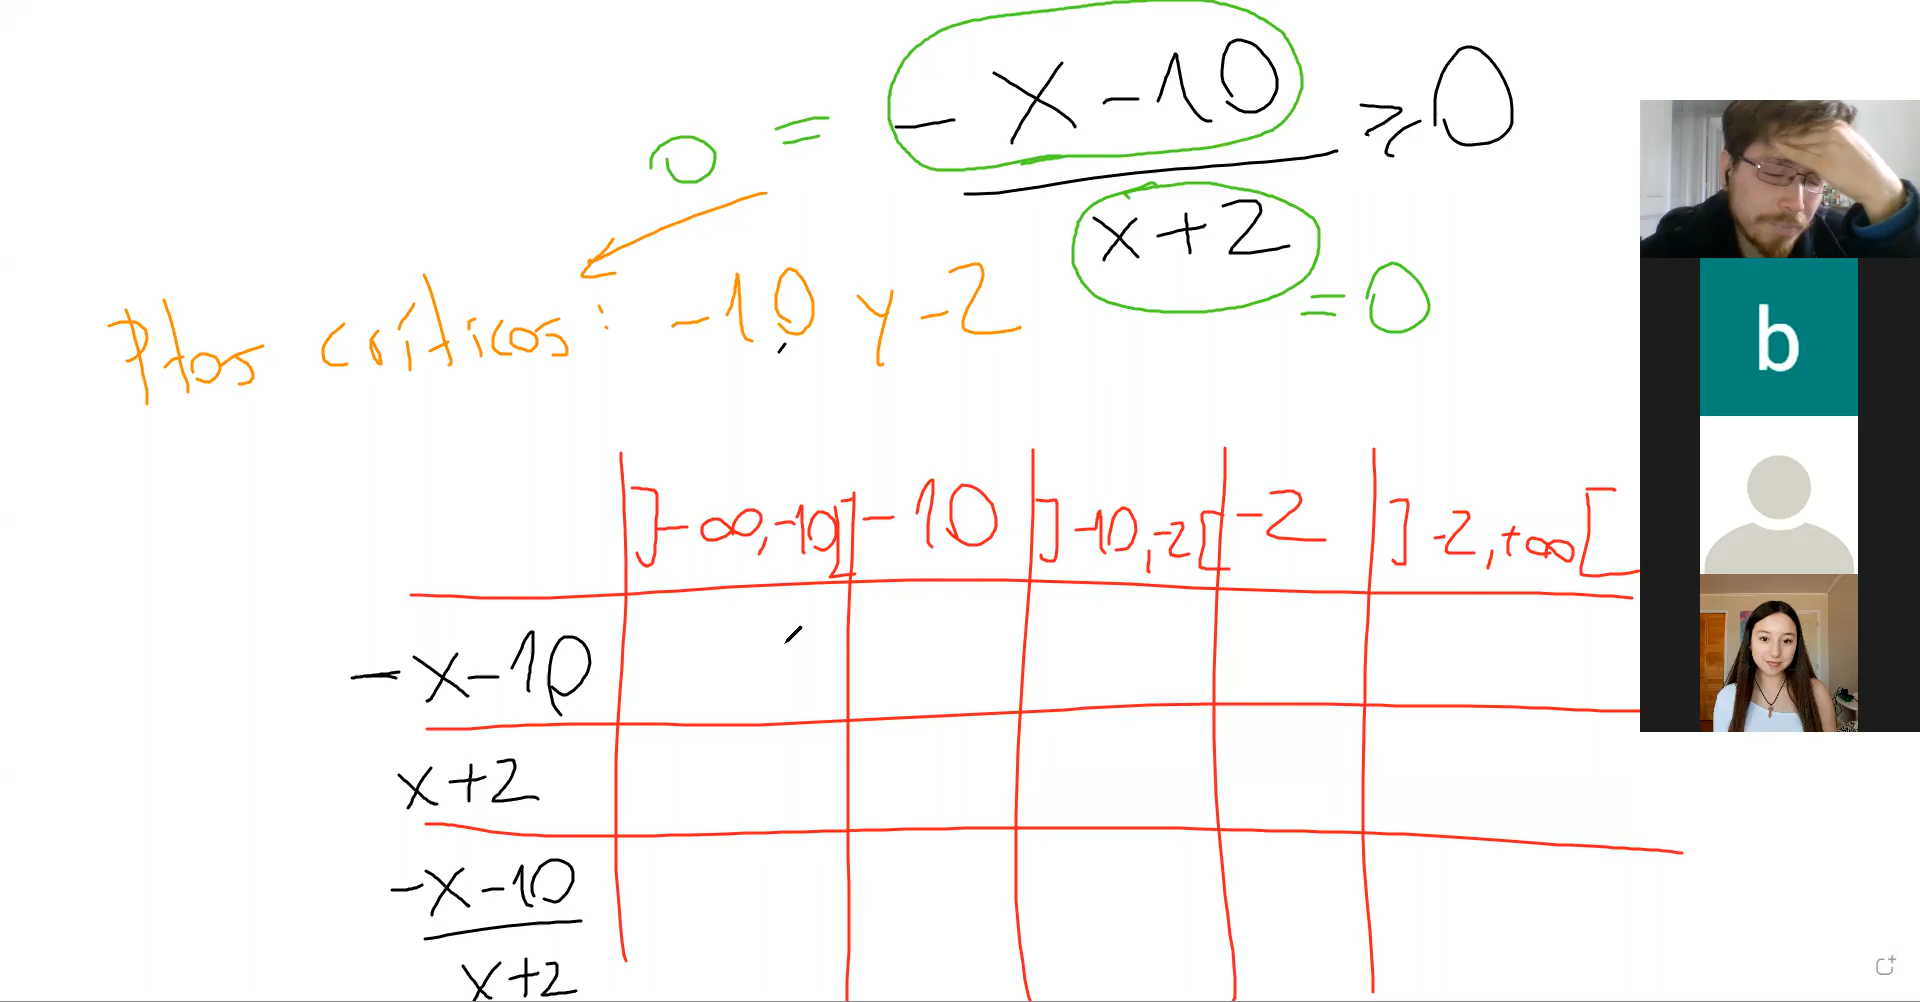 0 = -x-10 ≥ 0
x+2 = 0
Ptos críticos: -10 y -2
]-∞,-10[ -10 ]-10,-2[ -2 ]-2,+∞[
-x-10
x+2
-x-10
x+2
b